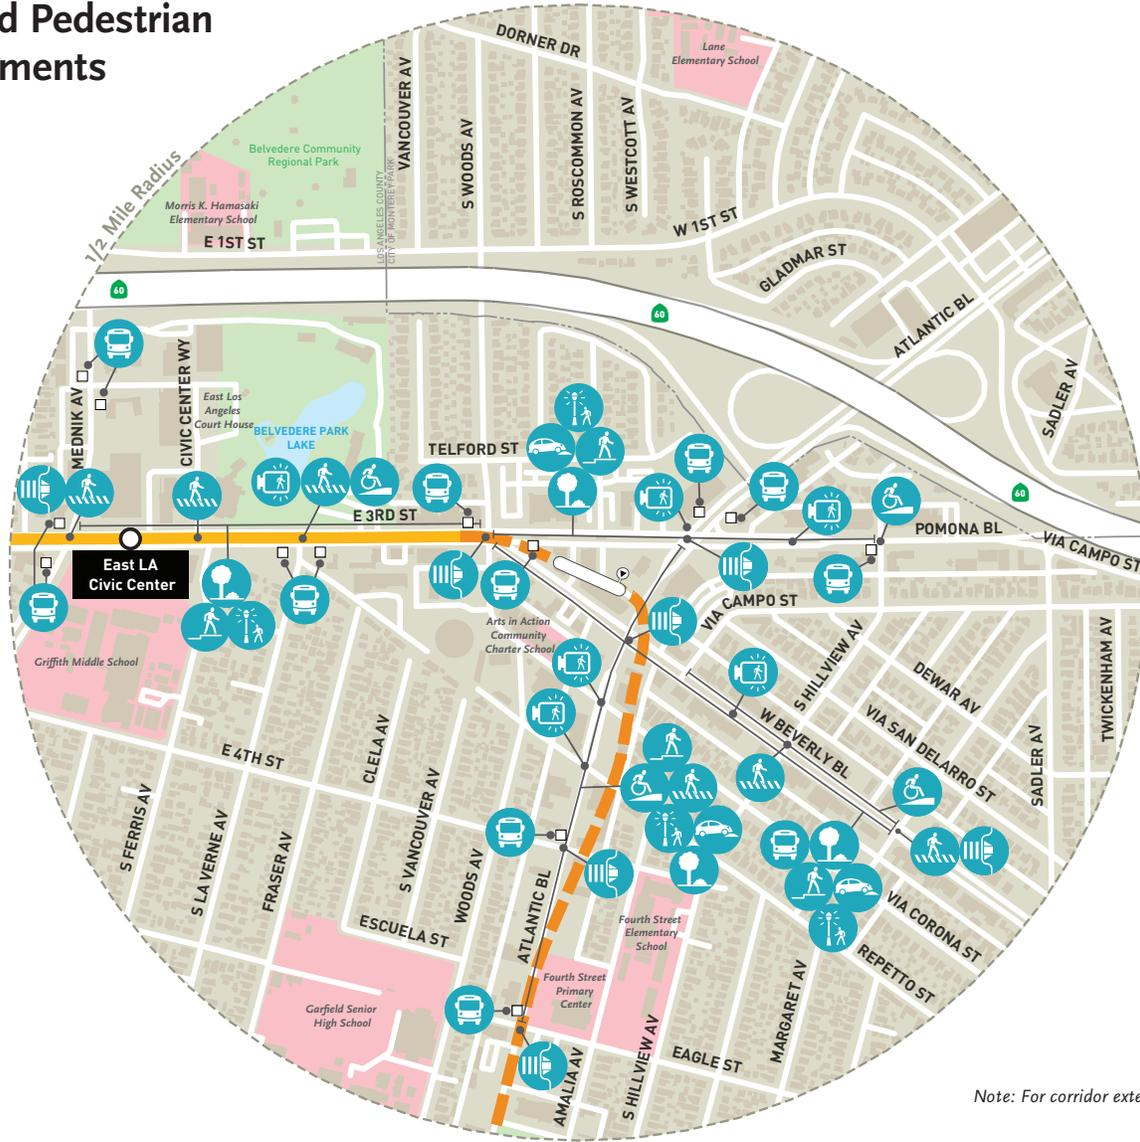 d Pedestrian
ments
DORNER DR
Lane
Elementary School
VANCOUVER AV
S WOODS AV
S ROSCOMMON AV
S WESTCOTT AV
Belvedere Community
Regional Park
1/2 Mile Radius
LOS ANGELES COUNTY
CITY OF MONTEREY PARK
Morris K. Hamasaki
Elementary School
E 1ST ST
W 1ST ST
GLADMAR ST
60
60
ATLANTIC BL
SADLER AV
MEDNIK AV
CIVIC CENTER WY
East Los
Angeles
Court House
BELVEDERE PARK
LAKE
TELFORD ST
60
E 3RD ST
POMONA BL
VIA CAMPO ST
East LA
Civic Center
VIA CAMPO ST
Arts in Action
Community
Charter School
Griffith Middle School
S HILLVIEW AV
DEWAR AV
TWICKENHAM AV
W BEVERLY BL
VIA SAN DELARRO ST
SADLER AV
E 4TH ST
CLELA AV
S FERRIS AV
S LA VERNE AV
FRASER AV
S VANCOUVER AV
WOODS AV
ATLANTIC BL
ESCUELA ST
Fourth Street
Elementary
School
VIA CORONA ST
REPETTO ST
Fourth Street
Primary
Center
Garfield Senior
High School
MARGARET AV
S HILLVIEW AV
EAGLE ST
AMALIA AV
Note: For corridor exte